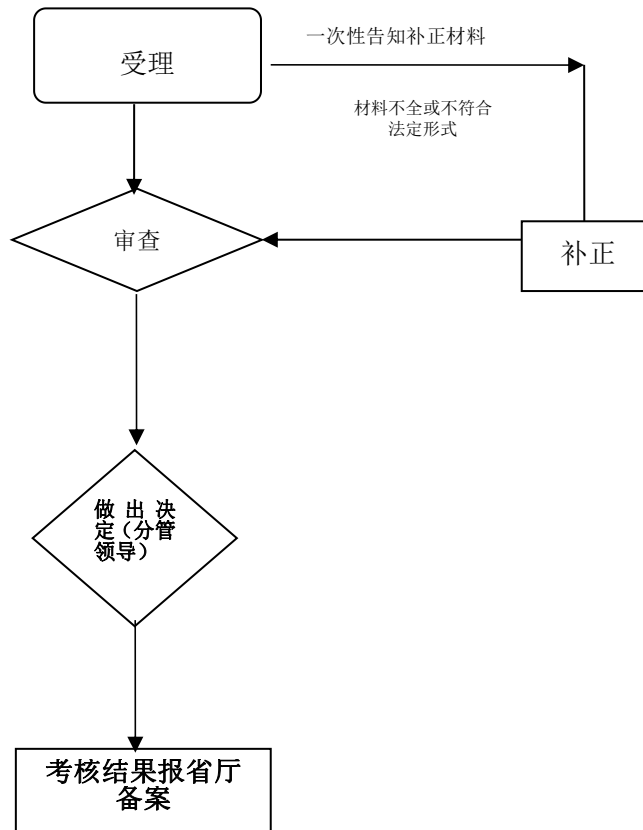 受理
一次性告知补正材料
材料不全或不符合
法定形式
审查
补正
做出决
定（分管
领导）
考核结果报省厅
备案